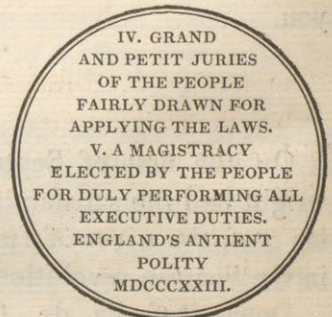 IV. GRAND
AND PETIT JURIES
OF THE PEOPLE
FAIRLY DRAWN FOR
APPLYING THE LAWS.
V. A MAGISTRACY
ELECTED BY THE PEOPLE
FOR DULY PERFORMING ALL
EXECUTIVE DUTIES.
ENGLAND'S ANTIENT
POLITY
MDCCCXXIII.